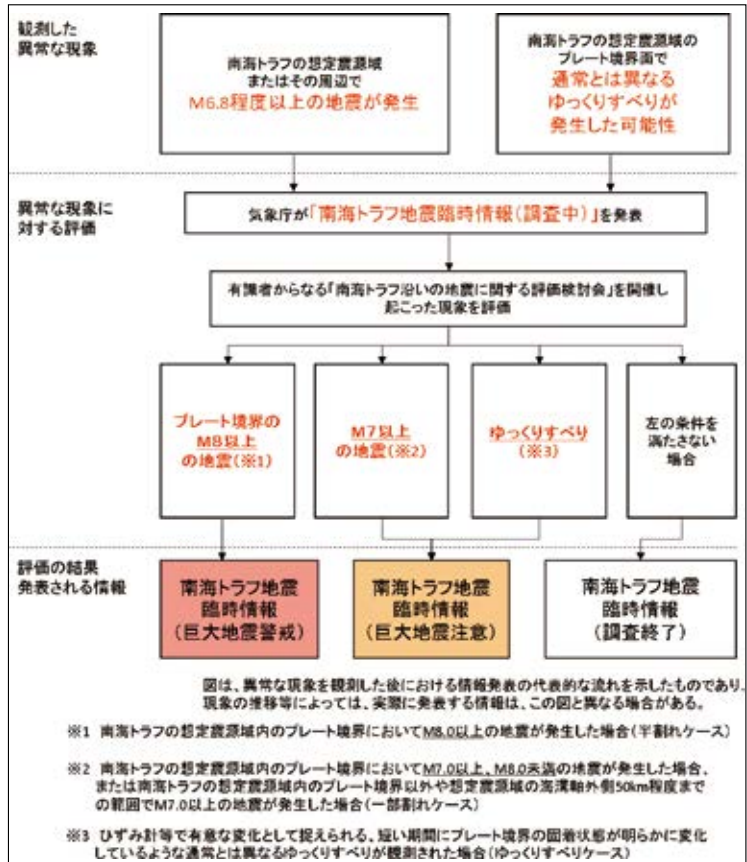 観測した
異常な現象
南海トラフの想定震源域
またはその周辺で
M6.8程度以上の地震が発生
南海トラフの想定震源域の
プレート境界面で
通常とは異なる
ゆっくりすべりが
発生した可能性
異常な現象に
対する評価
気象庁が「南海トラフ地震臨時情報(調査中)」を発表
有識者からなる「南海トラフ沿いの地震に関する評価検討会」を開催し
起こった現象を評価
プレート境界の
M8以上
の地震(※1)
M7以上
の地震(※2)
ゆっくりすべり
(※3)
左の条件を
満たさない
場合
評価の結果
発表される情報
南海トラフ地震
臨時情報
(巨大地震警戒)
南海トラフ地震
臨時情報
(巨大地震注意)
南海トラフ地震
臨時情報
(調査終了)
図は、異常な現象を観測した後における情報発表の代表的な流れを示したものであり、
現象の推移等によっては、実際に発表する情報は、この図と異なる場合がある。
※1 南海トラフの想定震源域内のプレート境界においてM8.0以上の地震が発生した場合(半割れケース)
※2 南海トラフの想定震源域内のプレート境界においてM7.0以上、M8.0未満の地震が発生した場合、
または南海トラフの想定震源域内のプレート境界以外や想定震源域の海溝軸外側50km程度まで
の範囲でM7.0以上の地震が発生した場合(一部割れケース)
※3 ひずみ計等で有意な変化として捉えられる、短い期間にプレート境界の固着状態が明らかに変化
しているような通常とは異なるゆっくりすべりが観測された場合(ゆっくりすべりケース)